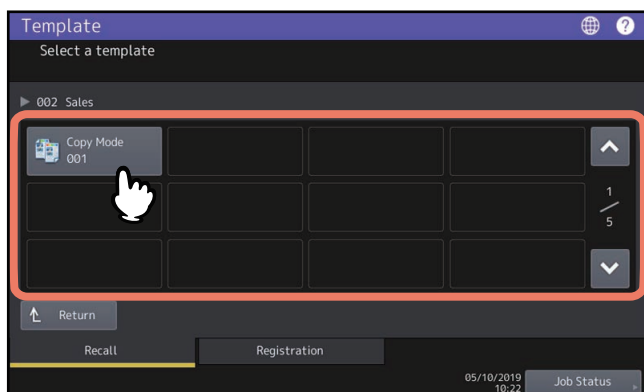 Template
?
Select a template
002 Sales
Copy Mode
001
1
5
Return
Recall
Registration
05/10/2019
10:22
Job Status